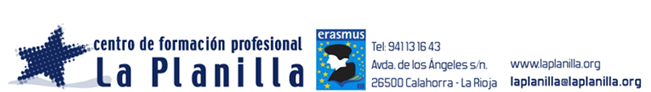 centro de formación profesional
La Planilla
erasmus
Tel: 941 13 16 43
Avda. de los Ángeles s/n.
26500 Calahorra - La Rioja
www.laplanilla.org
laplanilla@laplanilla.org